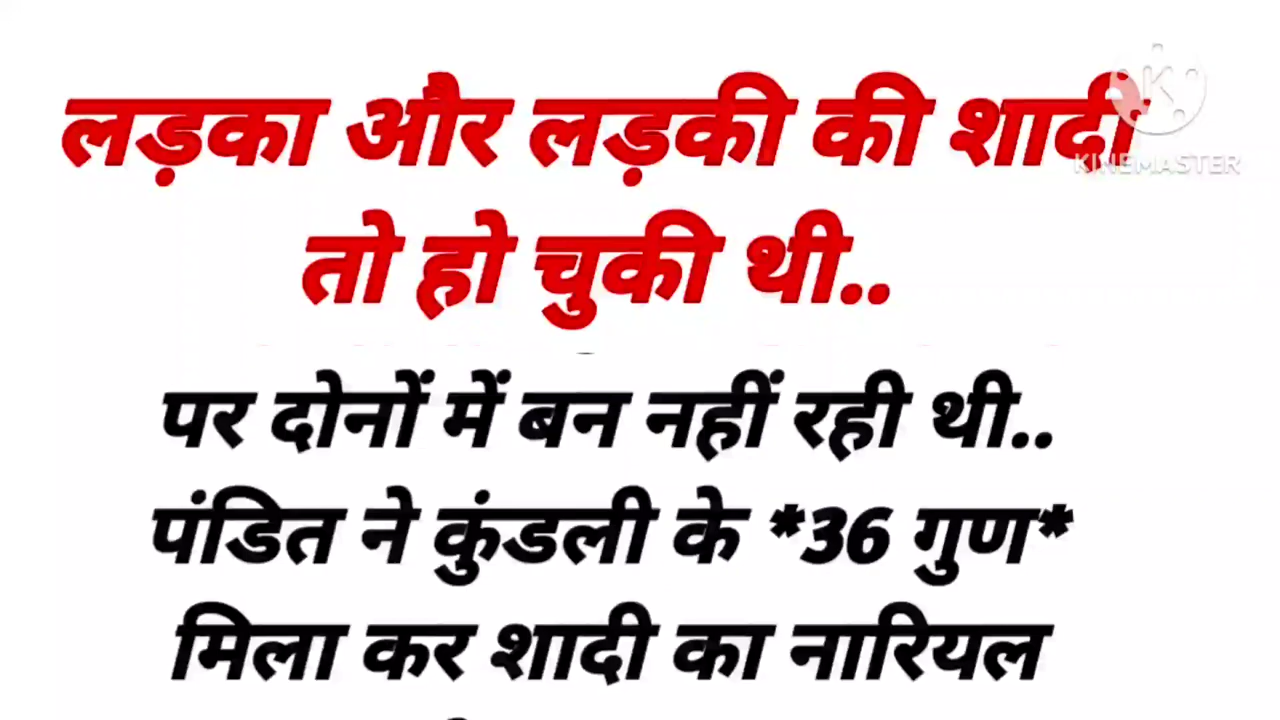 लड़का और लड़की की शादी
KINEMASTER
तो हो चुकी थी..
पर दोनों में बन नहीं रही थी..
पंडित ने कुंडली के *36 गुण*
मिला कर शादी का नारियल